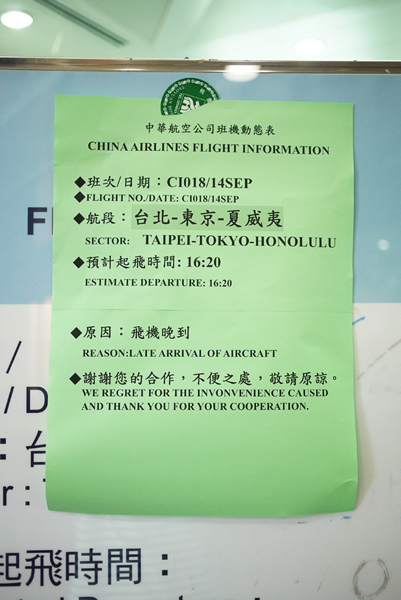 中華航空公司班機動態表
CHINA AIRLINES FLIGHT INFORMATION
◆班次/日期：CI018/14SEP
◆FLIGHT NO./DATE: CI018/14SEP
◆航段：台北-東京-夏威夷
SECTOR: TAIPEI-TOKYO-HONOLULU
◆預計起飛時間: 16:20
ESTIMATE DEPARTURE: 16:20
◆原因：飛機晚到
REASON:LATE ARRIVAL OF AIRCRAFT
◆謝謝您的合作，不便之處，敬請原諒。
WE REGRET FOR THE INVONVENIENCE CAUSED
AND THANK YOU FOR YOUR COOPERATION.
/
/ D
：台
r :
起飛時間：